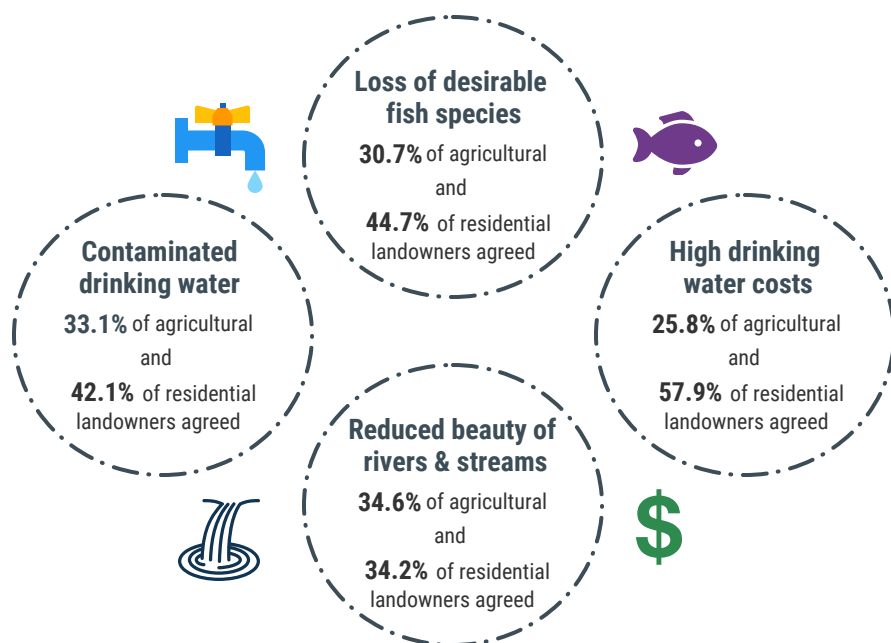 Loss of desirable
fish species
30.7% of agricultural
and
44.7% of residential
landowners agreed
Contaminated
drinking water
33.1% of agricultural
and
42.1% of residential
landowners agreed
High drinking
water costs
25.8% of agricultural
and
57.9% of residential
landowners agreed
Reduced beauty of
rivers & streams
34.6% of agricultural
and
34.2% of residential
landowners agreed
$